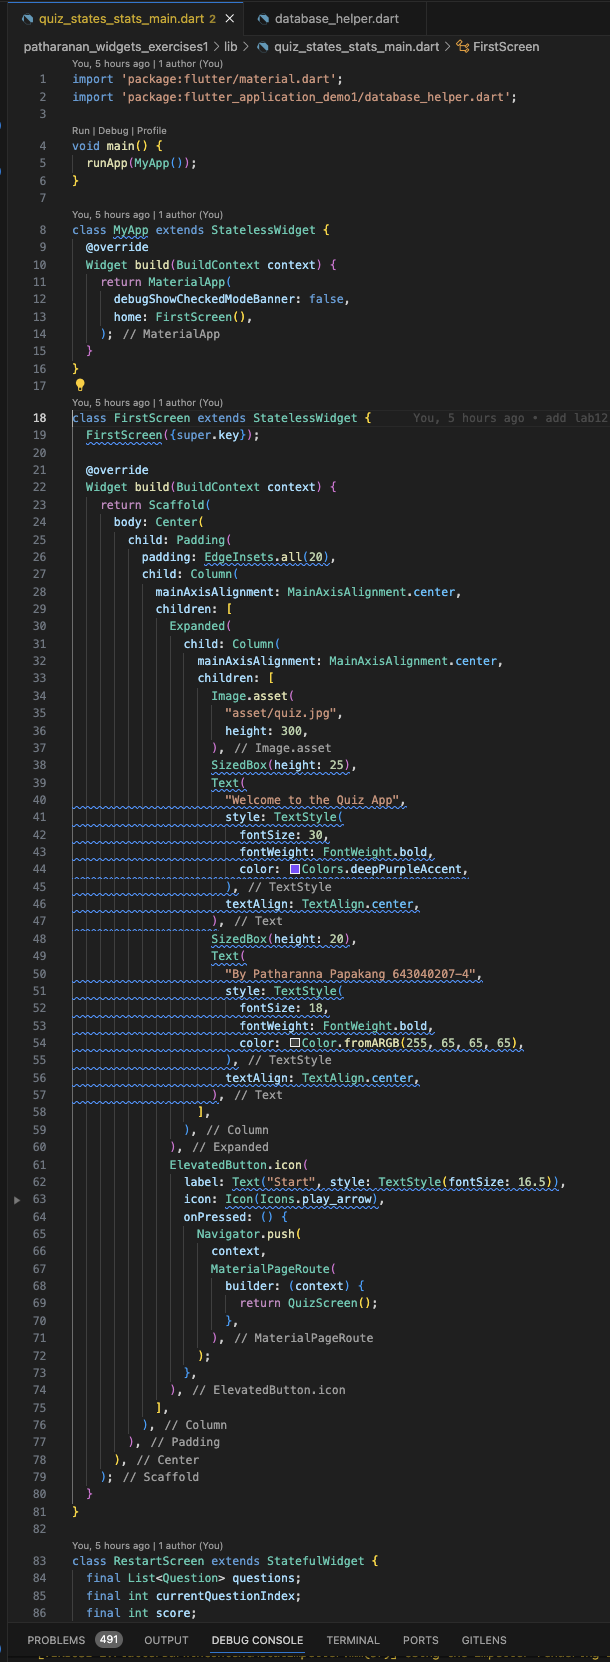 quiz_states_stats_main.dart 2 database_helper.dart
patharanan_widgets_exercises1 > lib > quiz_states_stats_main.dart > FirstScreen
You, 5 hours ago | 1 author (You)
1 import 'package:flutter/material.dart';
2 import 'package:flutter_application_demo1/database_helper.dart';
3
Run | Debug | Profile
4 void main() {
5   runApp(MyApp());
6 }
7
You, 5 hours ago | 1 author (You)
8 class MyApp extends StatelessWidget {
9   @override
10   Widget build(BuildContext context) {
11     return MaterialApp(
12       debugShowCheckedModeBanner: false,
13       home: FirstScreen(),
14     ); // MaterialApp
15   }
16 }
17
You, 5 hours ago | 1 author (You)
18 class FirstScreen extends StatelessWidget { You, 5 hours ago • add lab12
19   FirstScreen({super.key});
20
21   @override
22   Widget build(BuildContext context) {
23     return Scaffold(
24       body: Center(
25         child: Padding(
26           padding: EdgeInsets.all(20),
27           child: Column(
28             mainAxisAlignment: MainAxisAlignment.center,
29             children: [
30               Expanded(
31                 child: Column(
32                   mainAxisAlignment: MainAxisAlignment.center,
33                   children: [
34                     Image.asset(
35                       "asset/quiz.jpg",
36                       height: 300,
37                     ), // Image.asset
38                     SizedBox(height: 25),
39                     Text(
40                       "Welcome to the Quiz App",
41                       style: TextStyle(
42                         fontSize: 30,
43                         fontWeight: FontWeight.bold,
44                         color: Colors.deepPurpleAccent,
45                       ), // TextStyle
46                       textAlign: TextAlign.center,
47                     ), // Text
48                     SizedBox(height: 20),
49                     Text(
50                       "By Patharanna Papakang 643040207-4",
51                       style: TextStyle(
52                         fontSize: 18,
53                         fontWeight: FontWeight.bold,
54                         color: Color.fromARGB(255, 65, 65, 65),
55                       ), // TextStyle
56                       textAlign: TextAlign.center,
57                     ), // Text
58                   ],
59                 ), // Column
60               ), // Expanded
61               ElevatedButton.icon(
62                 label: Text("Start", style: TextStyle(fontSize: 16.5)),
63                 icon: Icon(Icons.play_arrow),
64                 onPressed: () {
65                   Navigator.push(
66                     context,
67                     MaterialPageRoute(
68                       builder: (context) {
69                         return QuizScreen();
70                       },
71                     ), // MaterialPageRoute
72                   );
73                 },
74               ), // ElevatedButton.icon
75             ],
76           ), // Column
77         ), // Padding
78       ), // Center
79     ); // Scaffold
80   }
81 }
82
You, 5 hours ago | 1 author (You)
83 class RestartScreen extends StatefulWidget {
84   final List<Question> questions;
85   final int currentQuestionIndex;
86   final int score;
PROBLEMS 491 OUTPUT DEBUG CONSOLE TERMINAL PORTS GITLENS